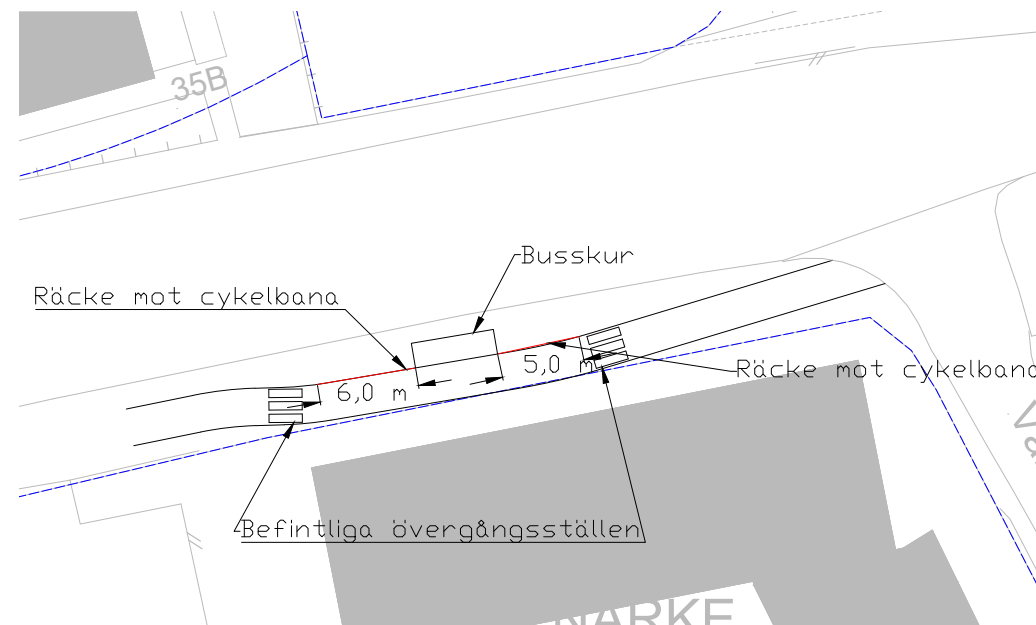 35B
Busskur
Räcke mot cykelbana
5,0 m
Räcke mot cykelbana
6,0 m
Befintliga övergångsställen